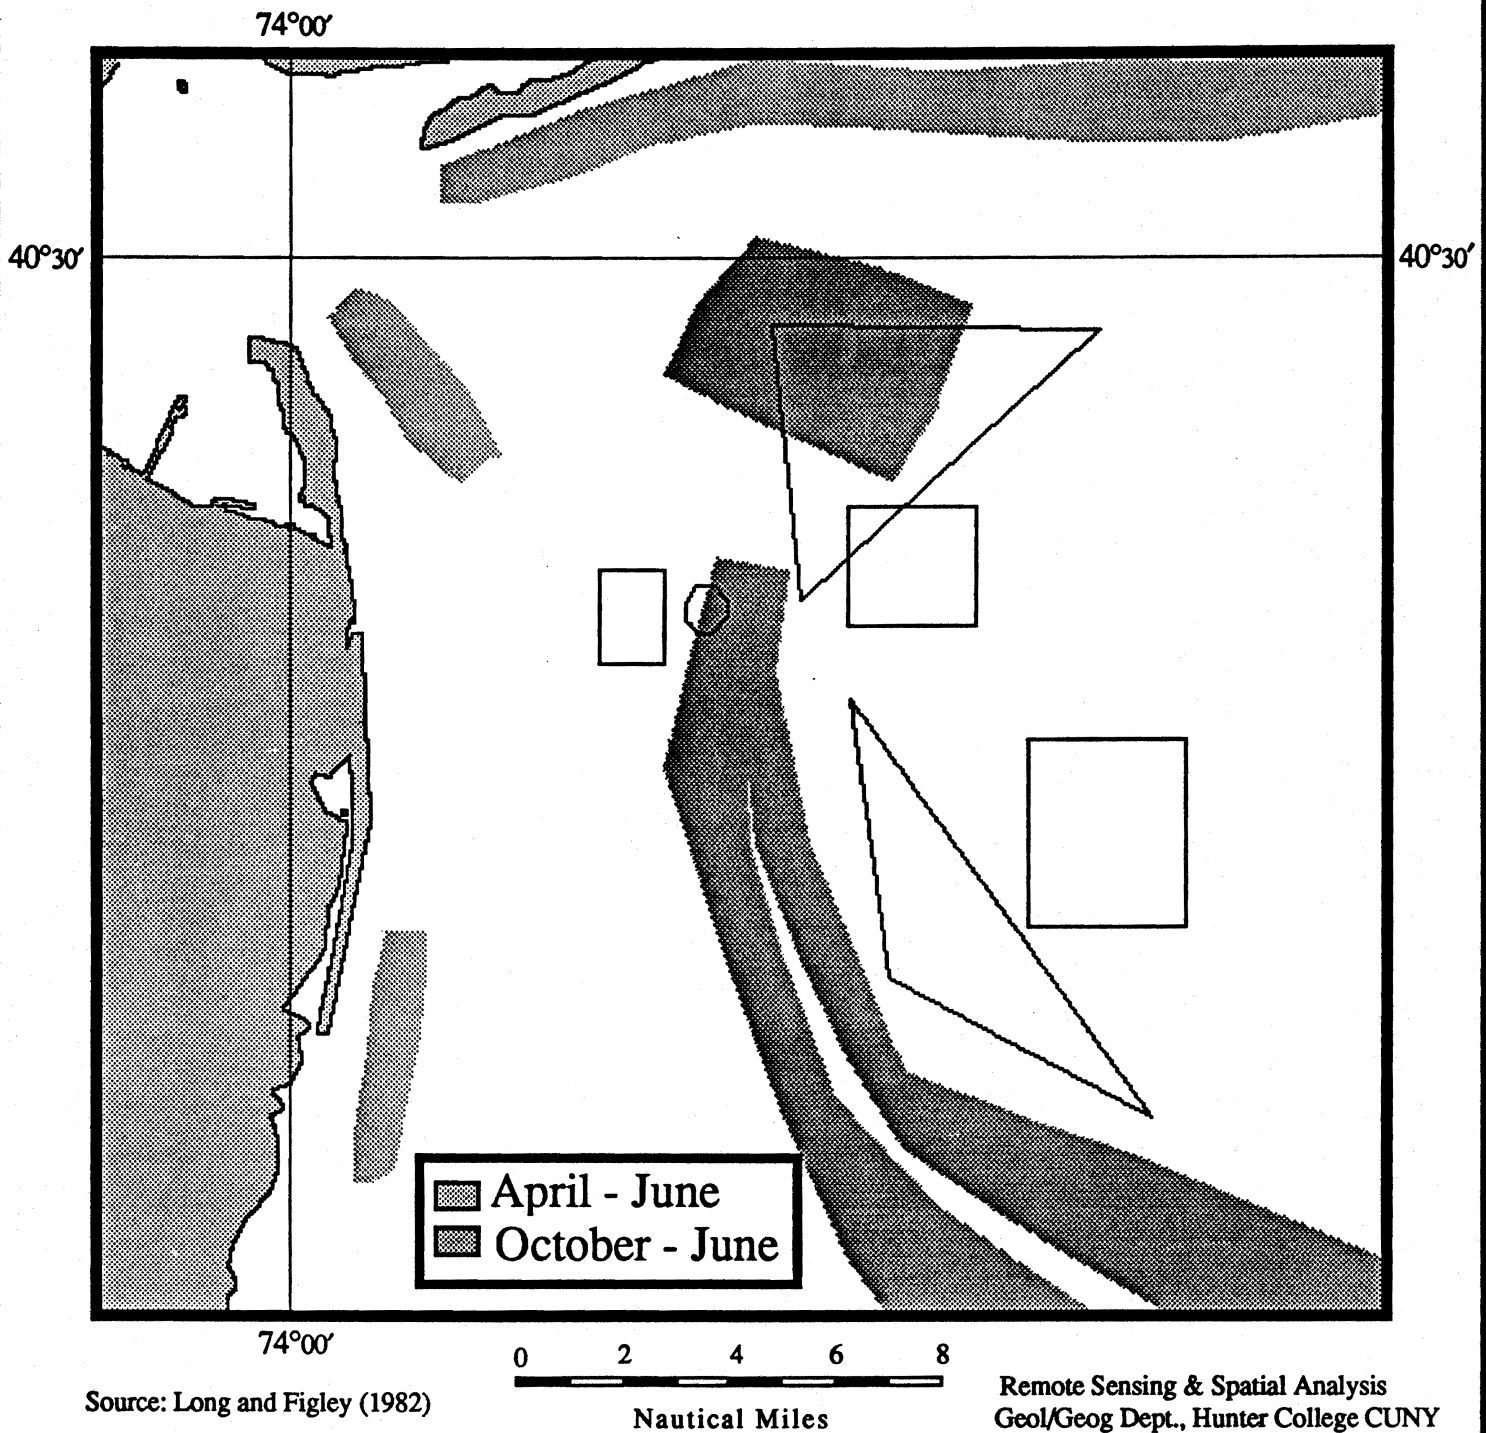 74°00′
40°30′
40°30′
April - June
October - June
74°00′
0 2 4 6 8
Nautical Miles
Source: Long and Figley (1982)
Remote Sensing & Spatial Analysis
Geol/Geog Dept., Hunter College CUNY